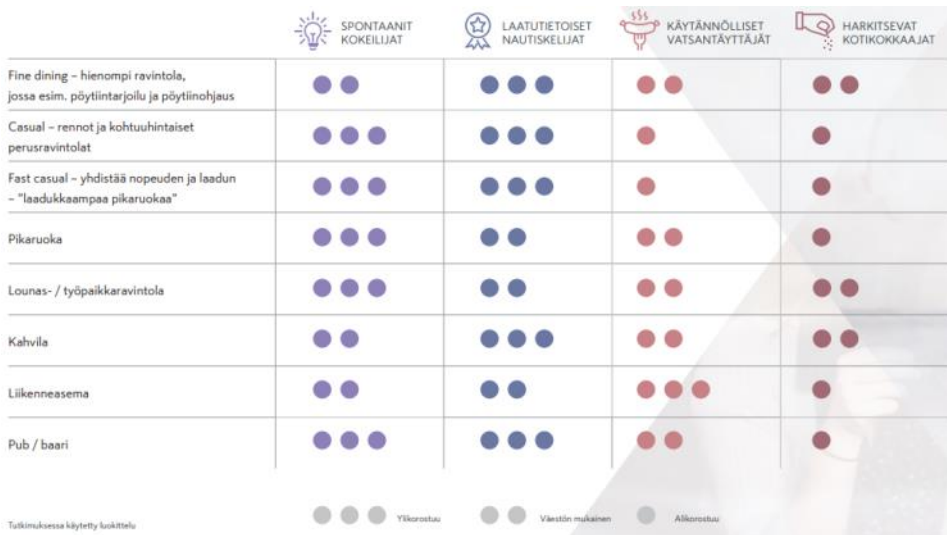 SPONTAANIT
KOKEILIJAT
LAATUTIETOISET
NAUTISKELIJAT
KÄYTÄNNÖLLISET
VATSANTÄYTTÄJÄT
HARKITSEVAT
KOTIKOKKAAJAT
Fine dining – hienompi ravintola,
jossa esim. pöytiintarjoilu ja pöytiinohjaus
Casual – rennot ja kohtuuhintaiset
perusravintolat
Fast casual – yhdistää nopeuden ja laadun
– "laadukkaampaa pikaruokaa"
Pikaruoka
Lounas- / työpaikkaravintola
Kahvila
Liikenneasema
Pub / baari
Tutkimuksessa käytetty luokittelu
Ylikorostuu
Väestön mukainen
Alikorostuu